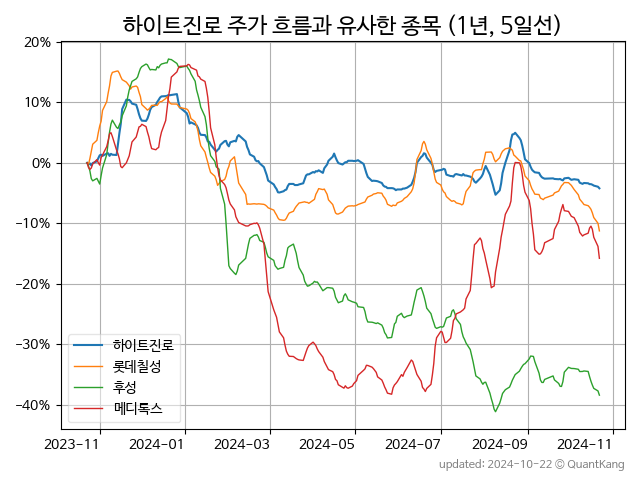 하이트진로 주가 흐름과 유사한 종목 (1년, 5일선)
20%
10%
0%
−10%
−20%
−30%
−40%
하이트진로
롯데칠성
후성
메디톡스
2023-11 2024-01 2024-03 2024-05 2024-07 2024-09 2024-11
updated: 2024-10-22 © QuantKang